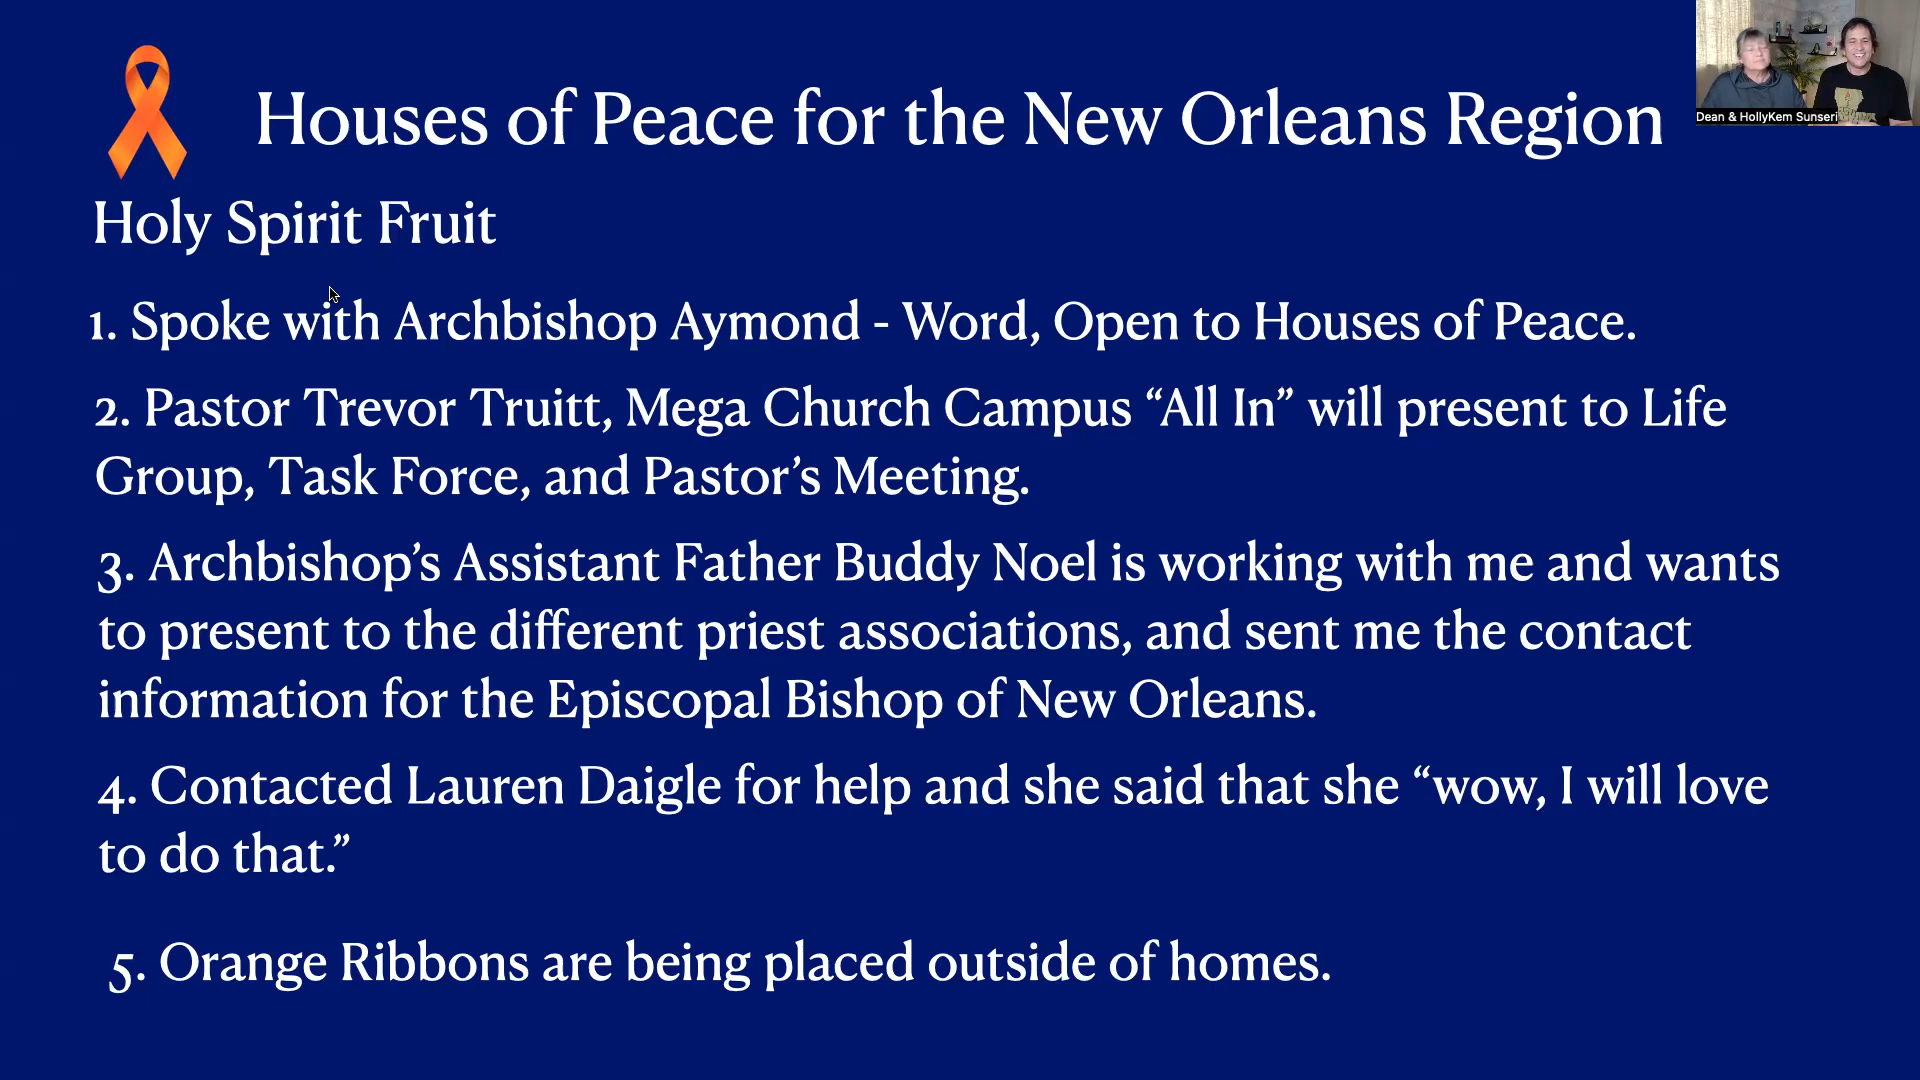 Houses of Peace for the New Orleans Region
Dean & HollyKem Sunseri
Holy Spirit Fruit
1. Spoke with Archbishop Aymond - Word, Open to Houses of Peace.
2. Pastor Trevor Truitt, Mega Church Campus “All In” will present to Life
Group, Task Force, and Pastor’s Meeting.
3. Archbishop’s Assistant Father Buddy Noel is working with me and wants
to present to the different priest associations, and sent me the contact
information for the Episcopal Bishop of New Orleans.
4. Contacted Lauren Daigle for help and she said that she “wow, I will love
to do that.”
5. Orange Ribbons are being placed outside of homes.